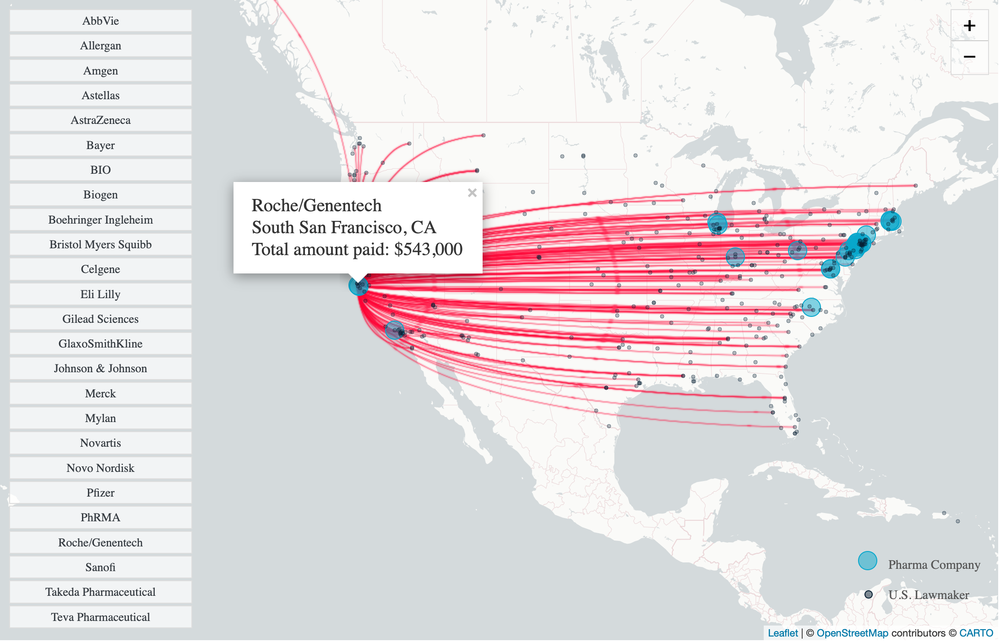 AbbVie
Allergan
Amgen
Astellas
AstraZeneca
Bayer
BIO
Biogen
Boehringer Ingleheim
Bristol Myers Squibb
Celgene
Eli Lilly
Gilead Sciences
GlaxoSmithKline
Johnson & Johnson
Merck
Mylan
Novartis
Novo Nordisk
Pfizer
PhRMA
Roche/Genentech
Sanofi
Takeda Pharmaceutical
Teva Pharmaceutical
×
Roche/Genentech
South San Francisco, CA
Total amount paid: $543,000
+
−
Pharma Company
U.S. Lawmaker
Leaflet | © OpenStreetMap contributors © CARTO